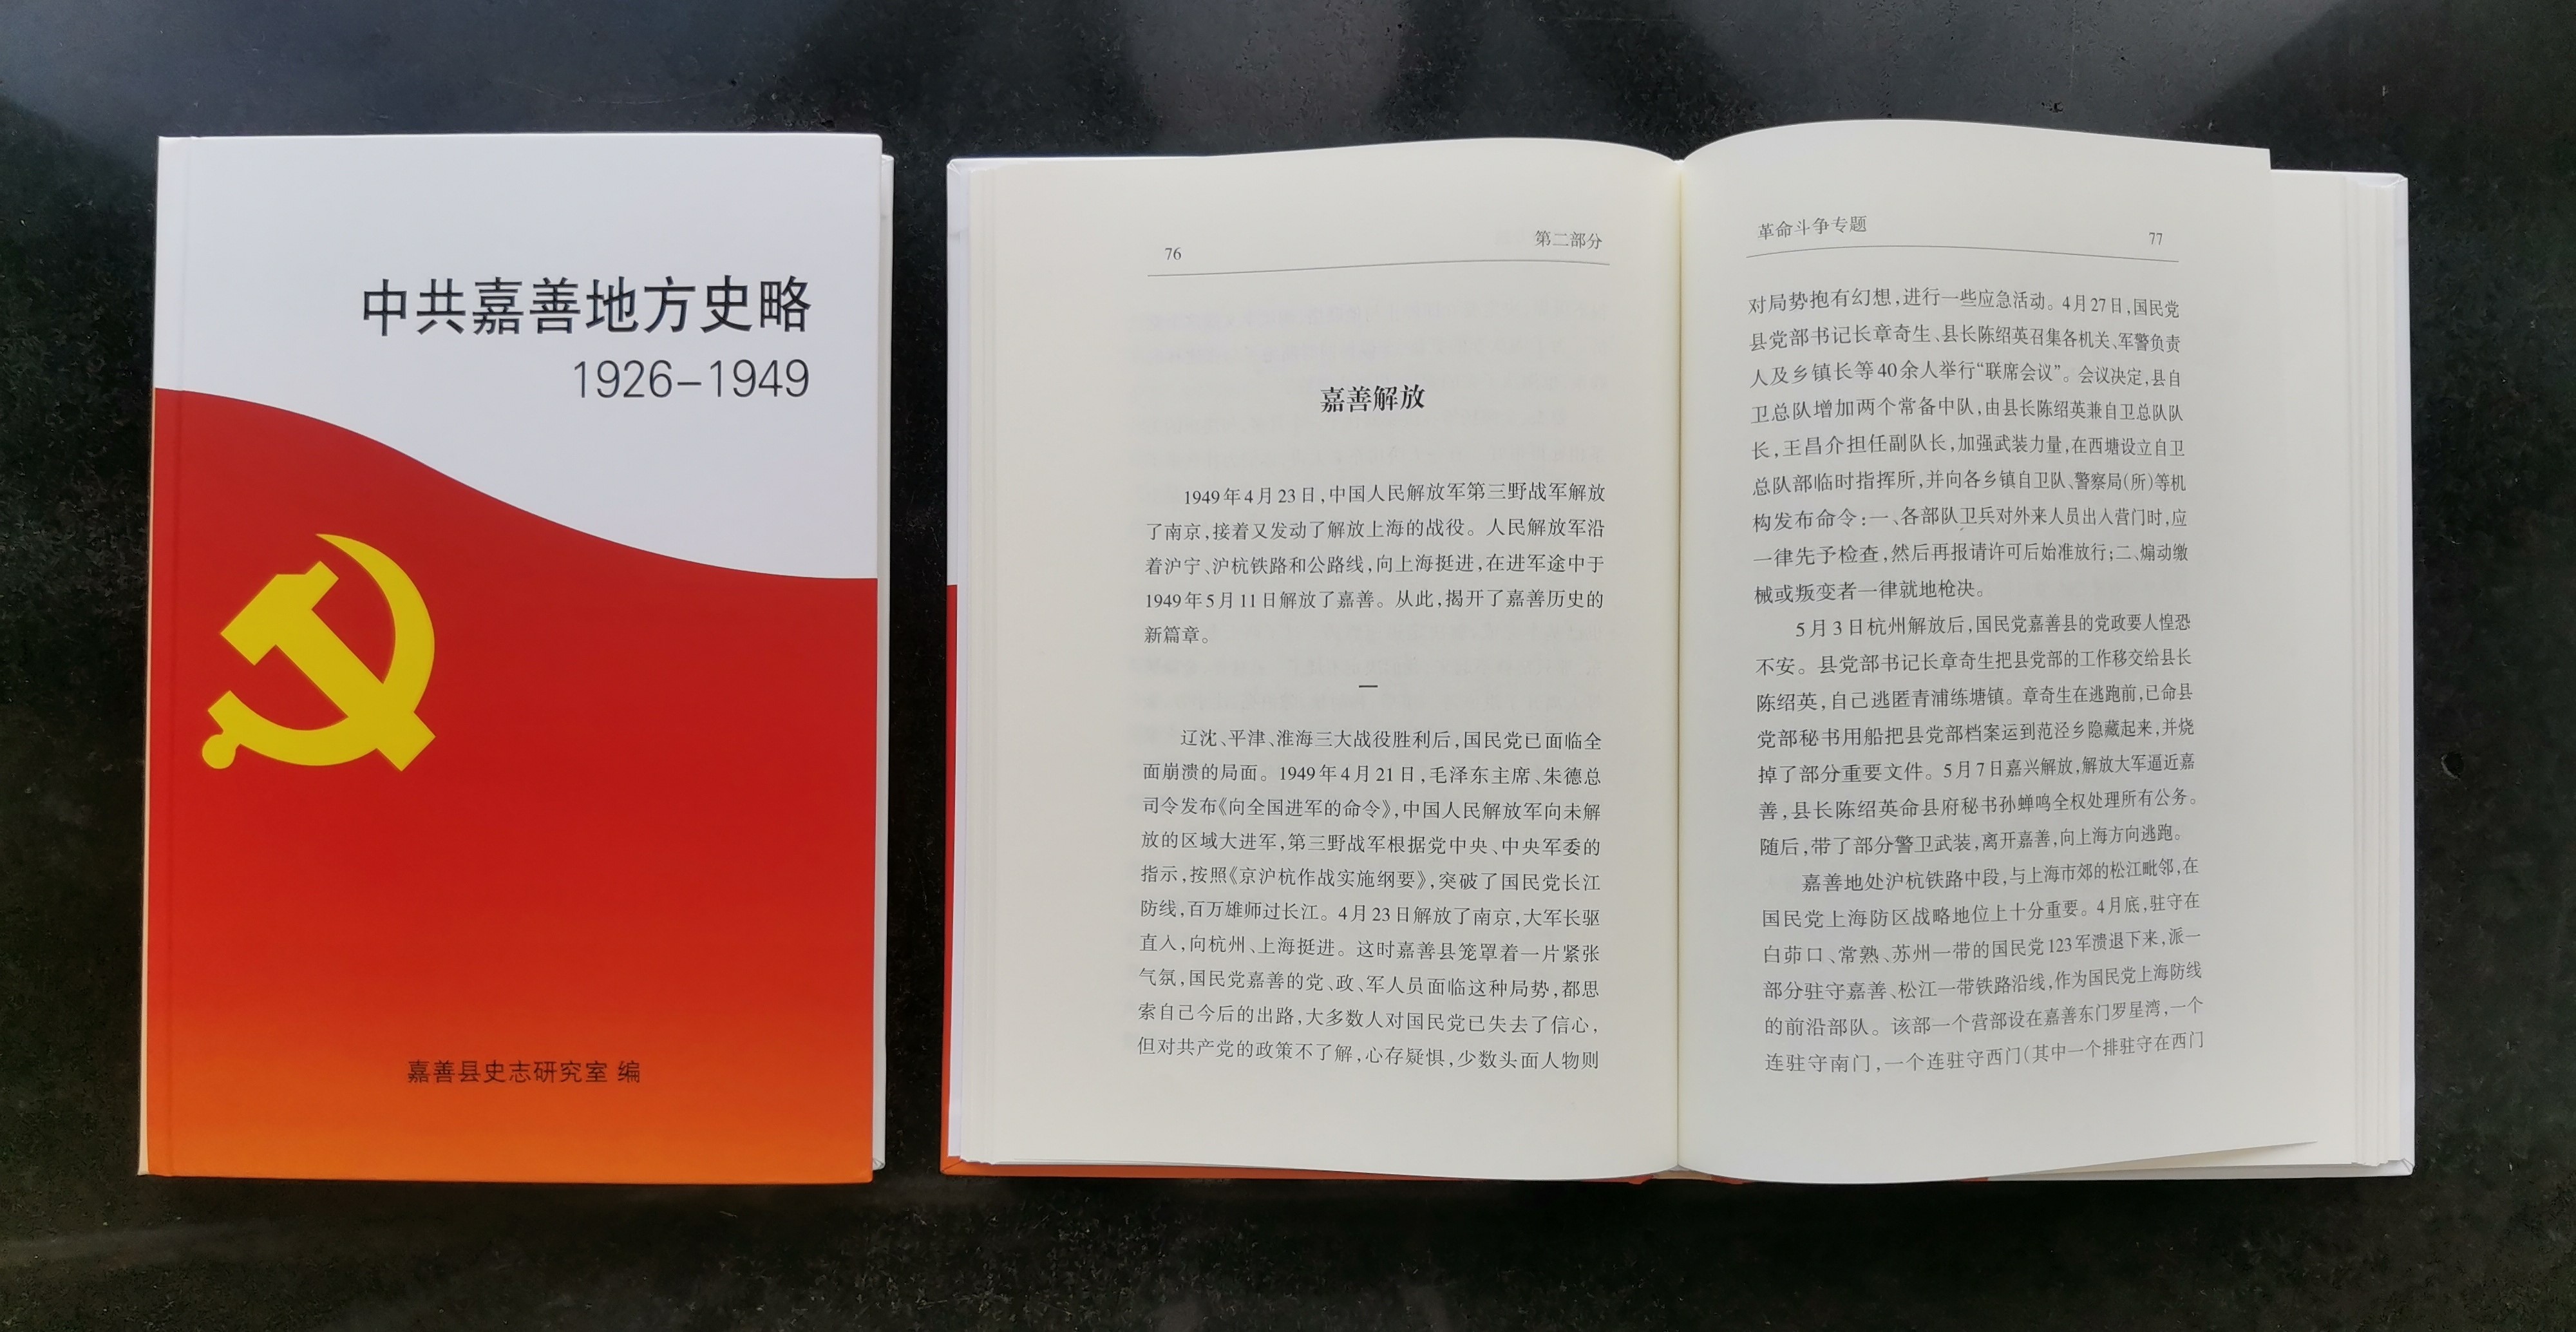 中共嘉善地方史略
1926-1949
嘉善县史志研究室 编
76
第二部分
嘉善解放
1949年4月23日,中国人民解放军第三野战军解放
了南京,接着又发动了解放上海的战役。人民解放军沿
着沪宁、沪杭铁路和公路线,向上海挺进,在进军途中于
1949年5月11日解放了嘉善。从此,揭开了嘉善历史的
新篇章。
一
辽沈、平津、淮海三大战役胜利后,国民党已面临全
面崩溃的局面。1949年4月21日,毛泽东主席、朱德总
司令发布《向全国进军的命令》,中国人民解放军向未解
放的区域大进军,第三野战军根据党中央、中央军委的
指示,按照《京沪杭作战实施纲要》,突破了国民党长江
防线,百万雄师过长江。4月23日解放了南京,大军长驱
直入,向杭州、上海挺进。这时嘉善县笼罩着一片紧张
气氛,国民党嘉善的党、政、军人员面临这种局势,都思
索自己今后的出路,大多数人对国民党已失去了信心,
但对共产党的政策不了解,心存疑惧,少数头面人物则
革命斗争专题
77
对局势抱有幻想,进行一些应急活动。4月27日,国民党
县党部书记长章奇生、县长陈绍英召集各机关、军警负责
人及乡镇长等40余人举行“联席会议”。会议决定,县自
卫总队增加两个常备中队,由县长陈绍英兼自卫总队队
长,王昌介担任副队长,加强武装力量,在西塘设立自卫
总队部临时指挥所,并向各乡镇自卫队、警察局(所)等机
构发布命令:一、各部队卫兵对外来人员出入营门时,应
一律先予检查,然后再报请许可后始准放行;二、煽动缴
械或叛变者一律就地枪决。
5月3日杭州解放后,国民党嘉善县的党政要人惶恐
不安。县党部书记长章奇生把县党部的工作移交给县长
陈绍英,自己逃匿青浦练塘镇。章奇生在逃跑前,已命县
党部秘书用船把县党部档案运到范泾乡隐藏起来,并烧
掉了部分重要文件。5月7日嘉兴解放,解放大军逼近嘉
善,县长陈绍英命县府秘书孙蝉鸣全权处理所有公务。
随后,带了部分警卫武装,离开嘉善,向上海方向逃跑。
嘉善地处沪杭铁路中段,与上海市郊的松江毗邻,在
国民党上海防区战略地位上十分重要。4月底,驻守在
白茆口、常熟、苏州一带的国民党123军溃退下来,派一
部分驻守嘉善、松江一带铁路沿线,作为国民党上海防线
的前沿部队。该部一个营部设在嘉善东门罗星湾,一个
连驻守南门,一个连驻守西门(其中一个排驻守在西门